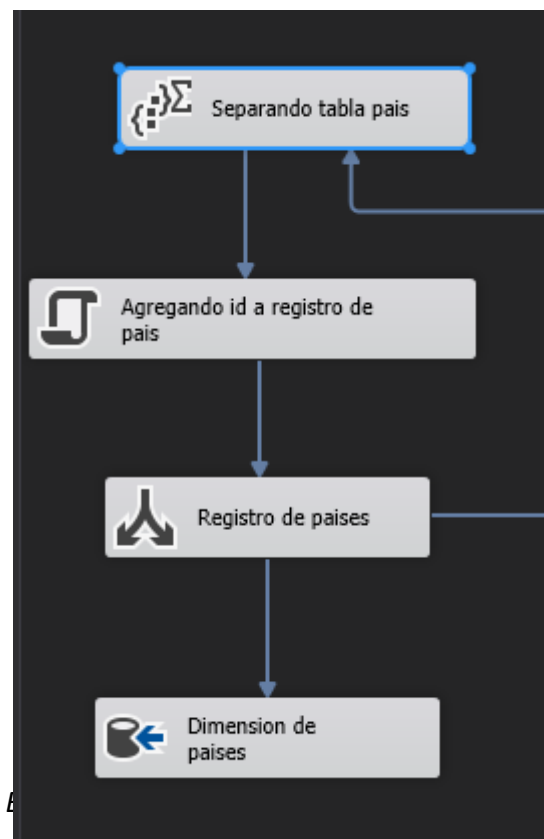 Separando tabla pais
Agregando id a registro de
pais
Registro de paises
Dimension de
paises